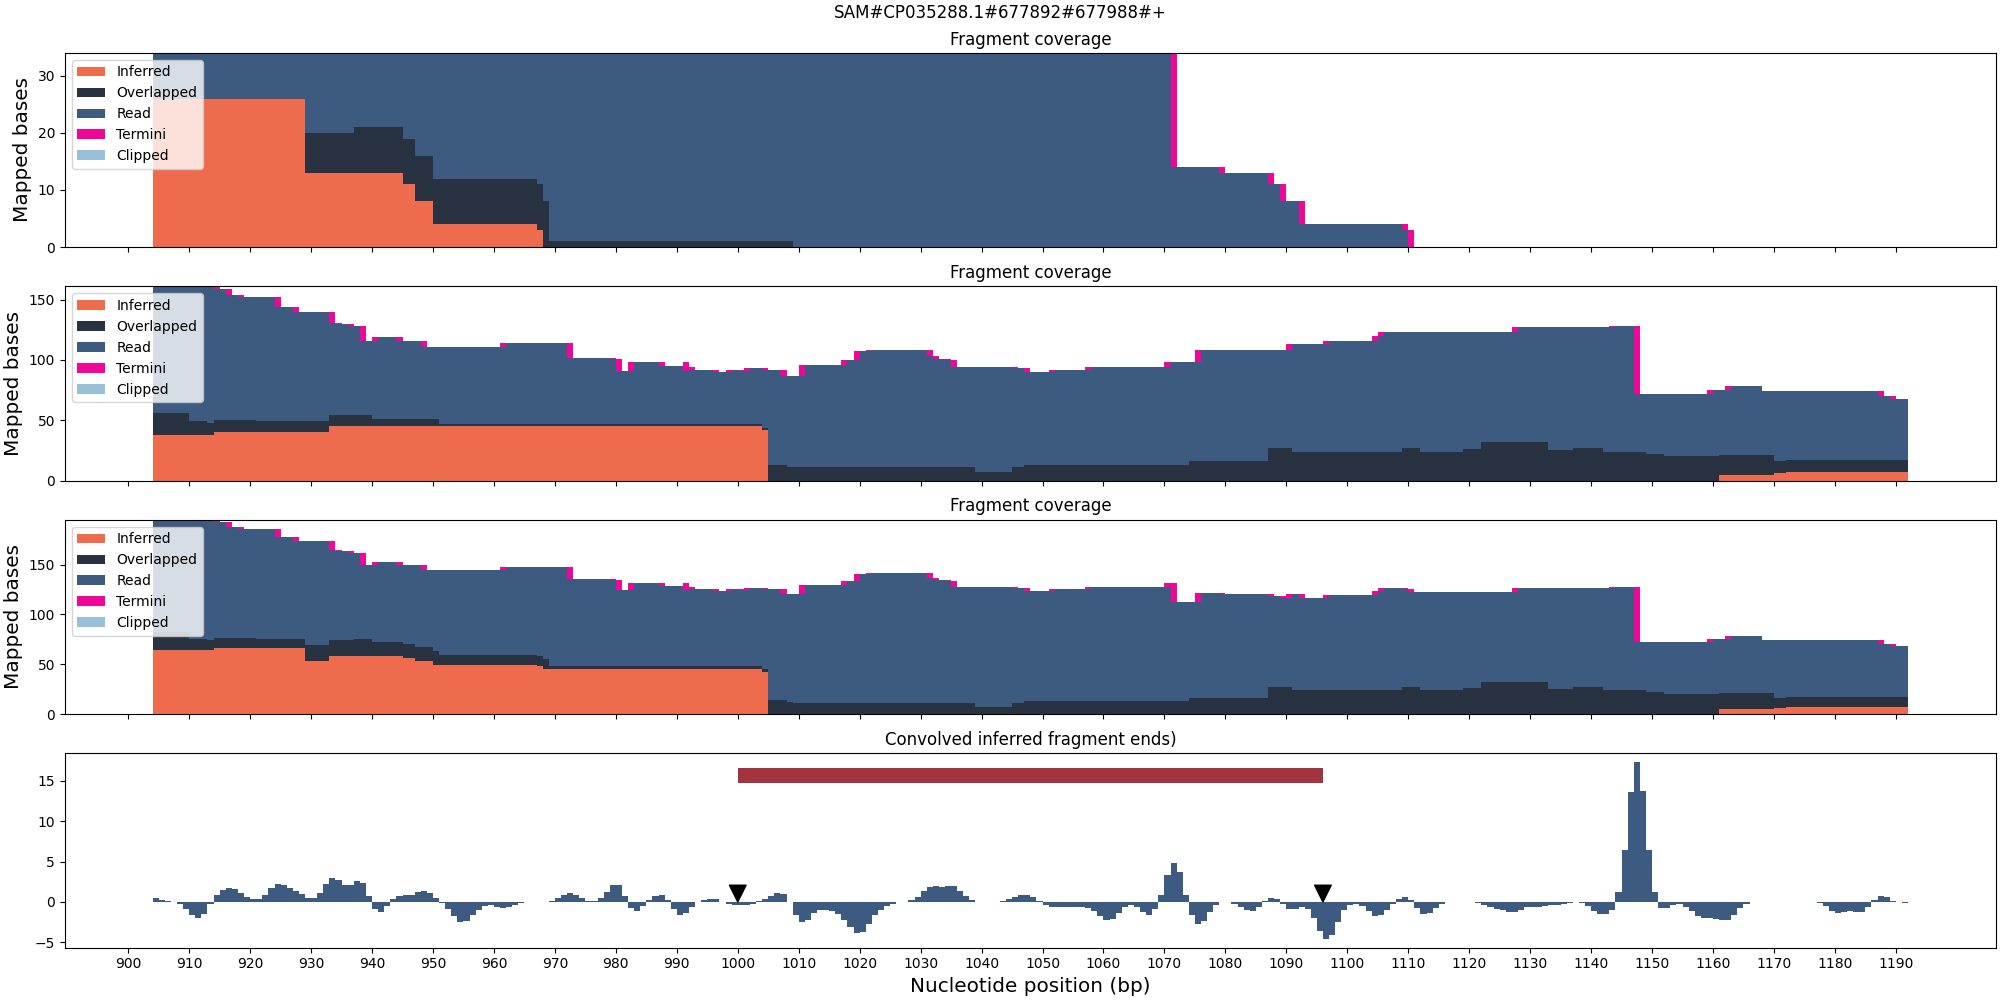 SAM#CP035288.1#677892#677988#+
Fragment coverage
Mapped bases
30
20
10
0
Inferred
Overlapped
Read
Termini
Clipped
Fragment coverage
Mapped bases
150
100
50
0
Inferred
Overlapped
Read
Termini
Clipped
Fragment coverage
Mapped bases
150
100
50
0
Inferred
Overlapped
Read
Termini
Clipped
Convolved inferred fragment ends)
15
10
5
0
−5
900 910 920 930 940 950 960 970 980 990 1000 1010 1020 1030 1040 1050 1060 1070 1080 1090 1100 1110 1120 1130 1140 1150 1160 1170 1180 1190
Nucleotide position (bp)